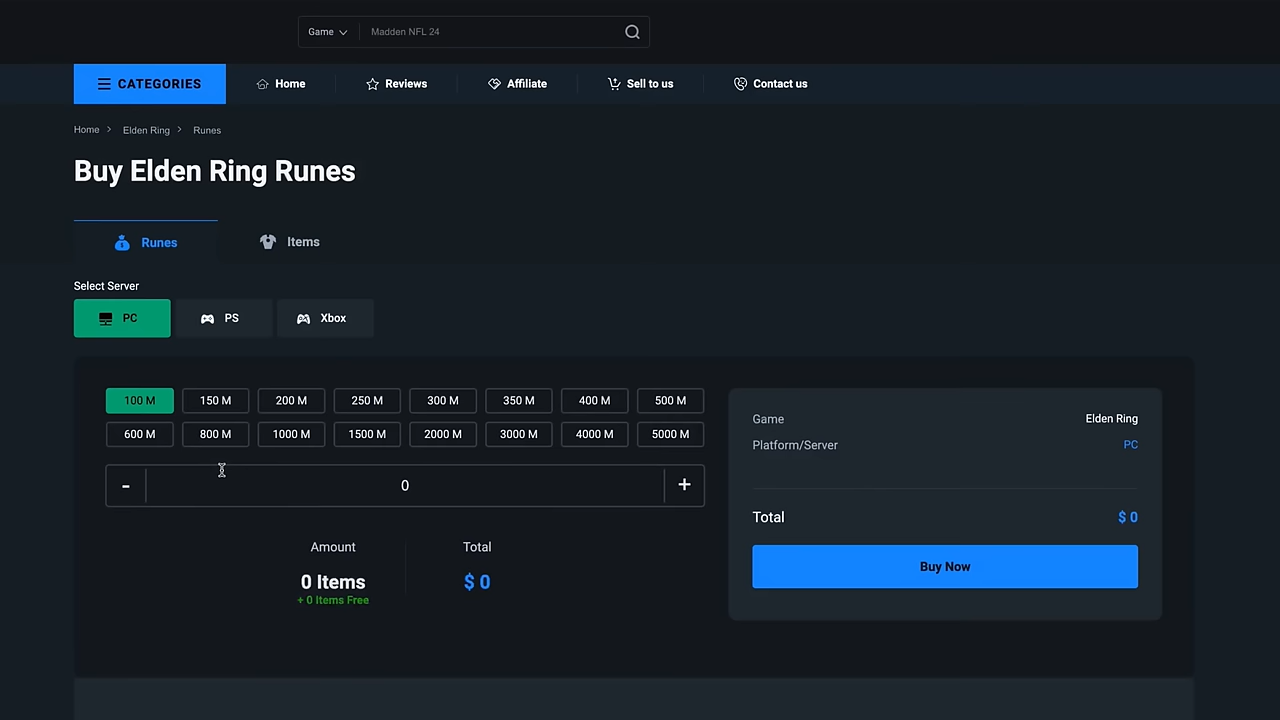 Game Madden NFL 24
CATEGORIES Home Reviews Affiliate Sell to us Contact us
Home > Elden Ring > Runes
Buy Elden Ring Runes
Runes Items
Select Server
PC PS Xbox
100 M 150 M 200 M 250 M 300 M 350 M 400 M 500 M
600 M 800 M 1000 M 1500 M 2000 M 3000 M 4000 M 5000 M
- 0 +
Amount Total
0 Items $ 0
+ 0 Items Free
Game Elden Ring
Platform/Server PC
Total $ 0
Buy Now